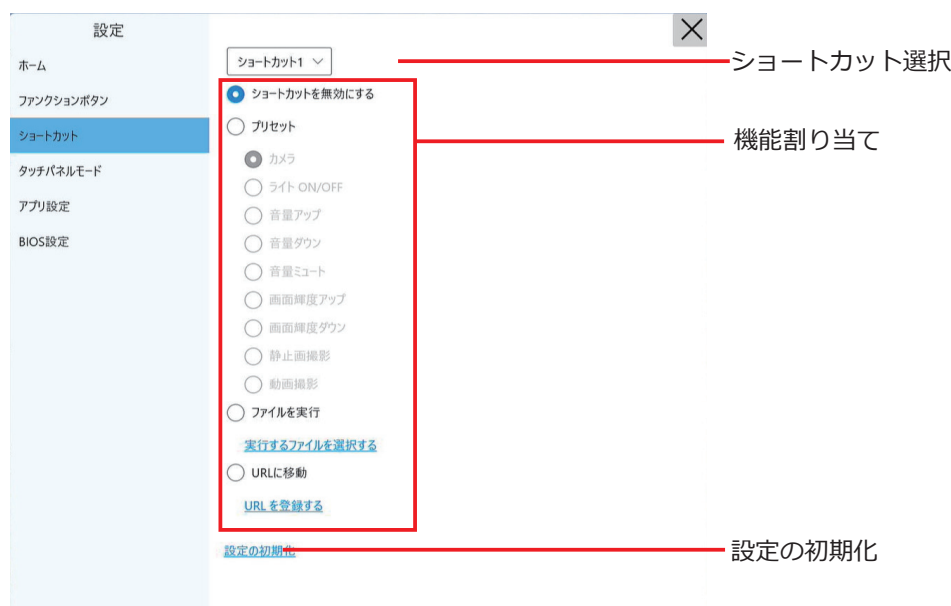 設定
ホーム
ファンクションボタン
ショートカット
タッチパネルモード
アプリ設定
BIOS設定
ショートカット1
ショートカットを無効にする
プリセット
カメラ
ライト ON/OFF
音量アップ
音量ダウン
音量ミュート
画面輝度アップ
画面輝度ダウン
静止画撮影
動画撮影
ファイルを実行
実行するファイルを選択する
URLに移動
URL を登録する
設定の初期化
ショートカット選択
機能割り当て
設定の初期化